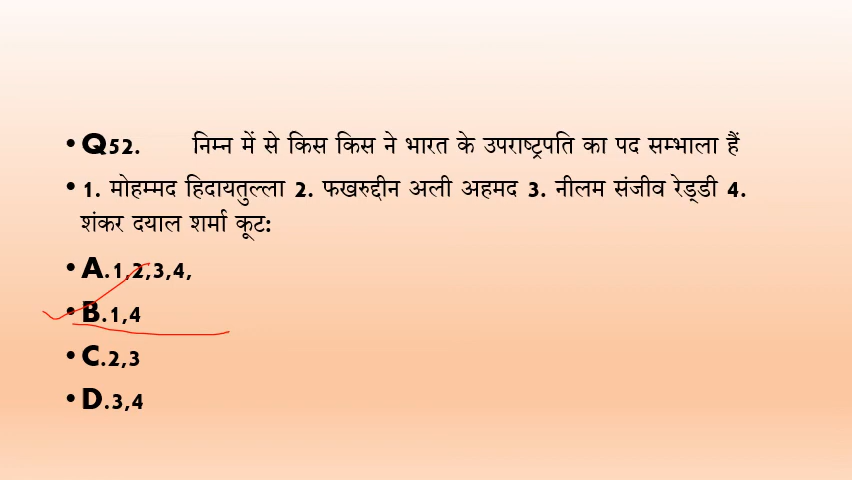 • Q52. निम्न में से किस किस ने भारत के उपराष्ट्रपति का पद सम्भाला हैं
• 1. मोहम्मद हिदायतुल्ला 2. फखरुद्दीन अली अहमद 3. नीलम संजीव रेड्डी 4.
शंकर दयाल शर्मा कूट:
• A.1,2,3,4,
• B.1,4
• C.2,3
• D.3,4